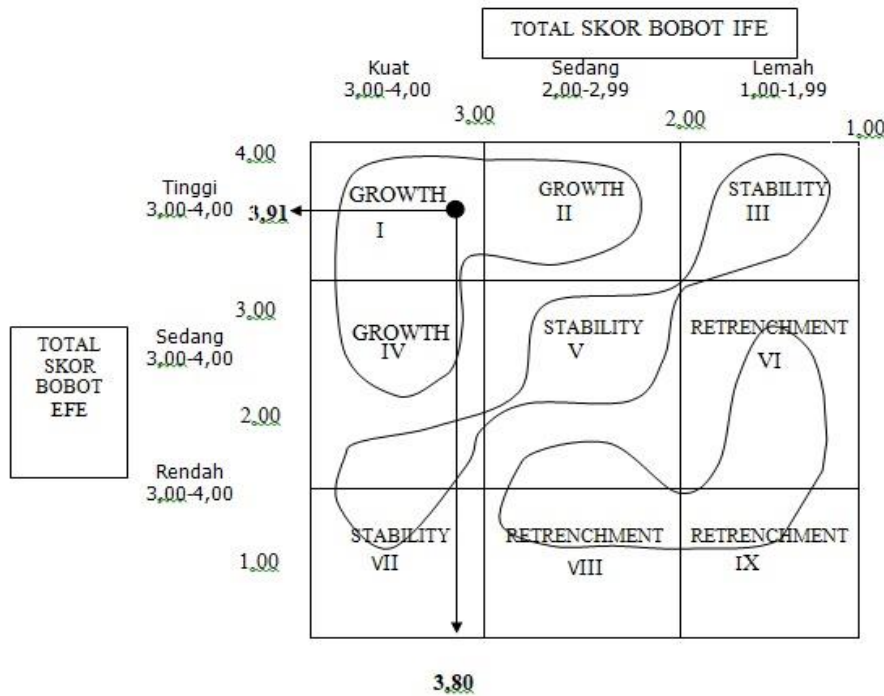 TOTAL SKOR BOBOT IFE
Kuat
3,00-4,00
Sedang
2,00-2,99
Lemah
1,00-1,99
3,00
2,00
1,00
4,00
Tinggi
3,00-4,00
3,91
GROWTH
I
GROWTH
II
STABILITY
III
3,00
TOTAL
SKOR
BOBOT
EFE
Sedang
3,00-4,00
GROWTH
IV
STABILITY
V
RETRENCHMENT
VI
2,00
Rendah
3,00-4,00
STABILITY
VII
RETRENCHMENT
VIII
RETRENCHMENT
IX
1,00
3,80